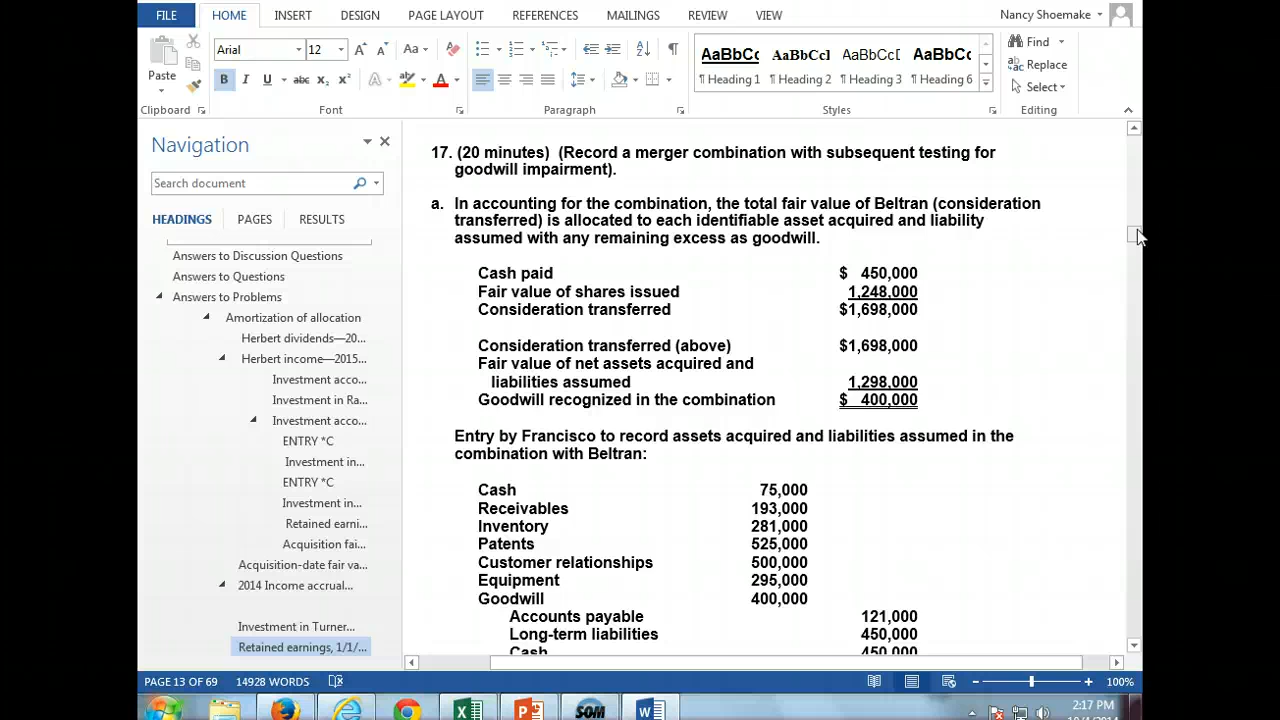 FILE HOME INSERT DESIGN PAGE LAYOUT REFERENCES MAILINGS REVIEW VIEW Nancy Shoemake
Arial 12 Aa AaBbCc AaBbCcI AaBbCcD AaBbCc Find
Paste B I U abc x₂ x² A A ¶ Heading 1 ¶ Heading 2 ¶ Heading 3 ¶ Heading 6 Replace
Select
Clipboard Font Paragraph Styles Editing
Navigation
Search document
HEADINGS PAGES RESULTS
Answers to Discussion Questions
Answers to Questions
Answers to Problems
Amortization of allocation
Herbert dividends—20...
Herbert income—2015...
Investment acco...
Investment in Ra...
Investment acco...
ENTRY *C
Investment in...
ENTRY *C
Investment in...
Retained earni...
Acquisition fai...
Acquisition-date fair va...
2014 Income accrual...
Investment in Turner...
Retained earnings, 1/1/...
17. (20 minutes) (Record a merger combination with subsequent testing for
goodwill impairment).
a. In accounting for the combination, the total fair value of Beltran (consideration
transferred) is allocated to each identifiable asset acquired and liability
assumed with any remaining excess as goodwill.
Cash paid $ 450,000
Fair value of shares issued 1,248,000
Consideration transferred $1,698,000
Consideration transferred (above) $1,698,000
Fair value of net assets acquired and
liabilities assumed 1,298,000
Goodwill recognized in the combination $ 400,000
Entry by Francisco to record assets acquired and liabilities assumed in the
combination with Beltran:
Cash 75,000
Receivables 193,000
Inventory 281,000
Patents 525,000
Customer relationships 500,000
Equipment 295,000
Goodwill 400,000
Accounts payable 121,000
Long-term liabilities 450,000
Cash 450,000
PAGE 13 OF 69 14928 WORDS 100%
SOM 2:17 PM
10/4/2014